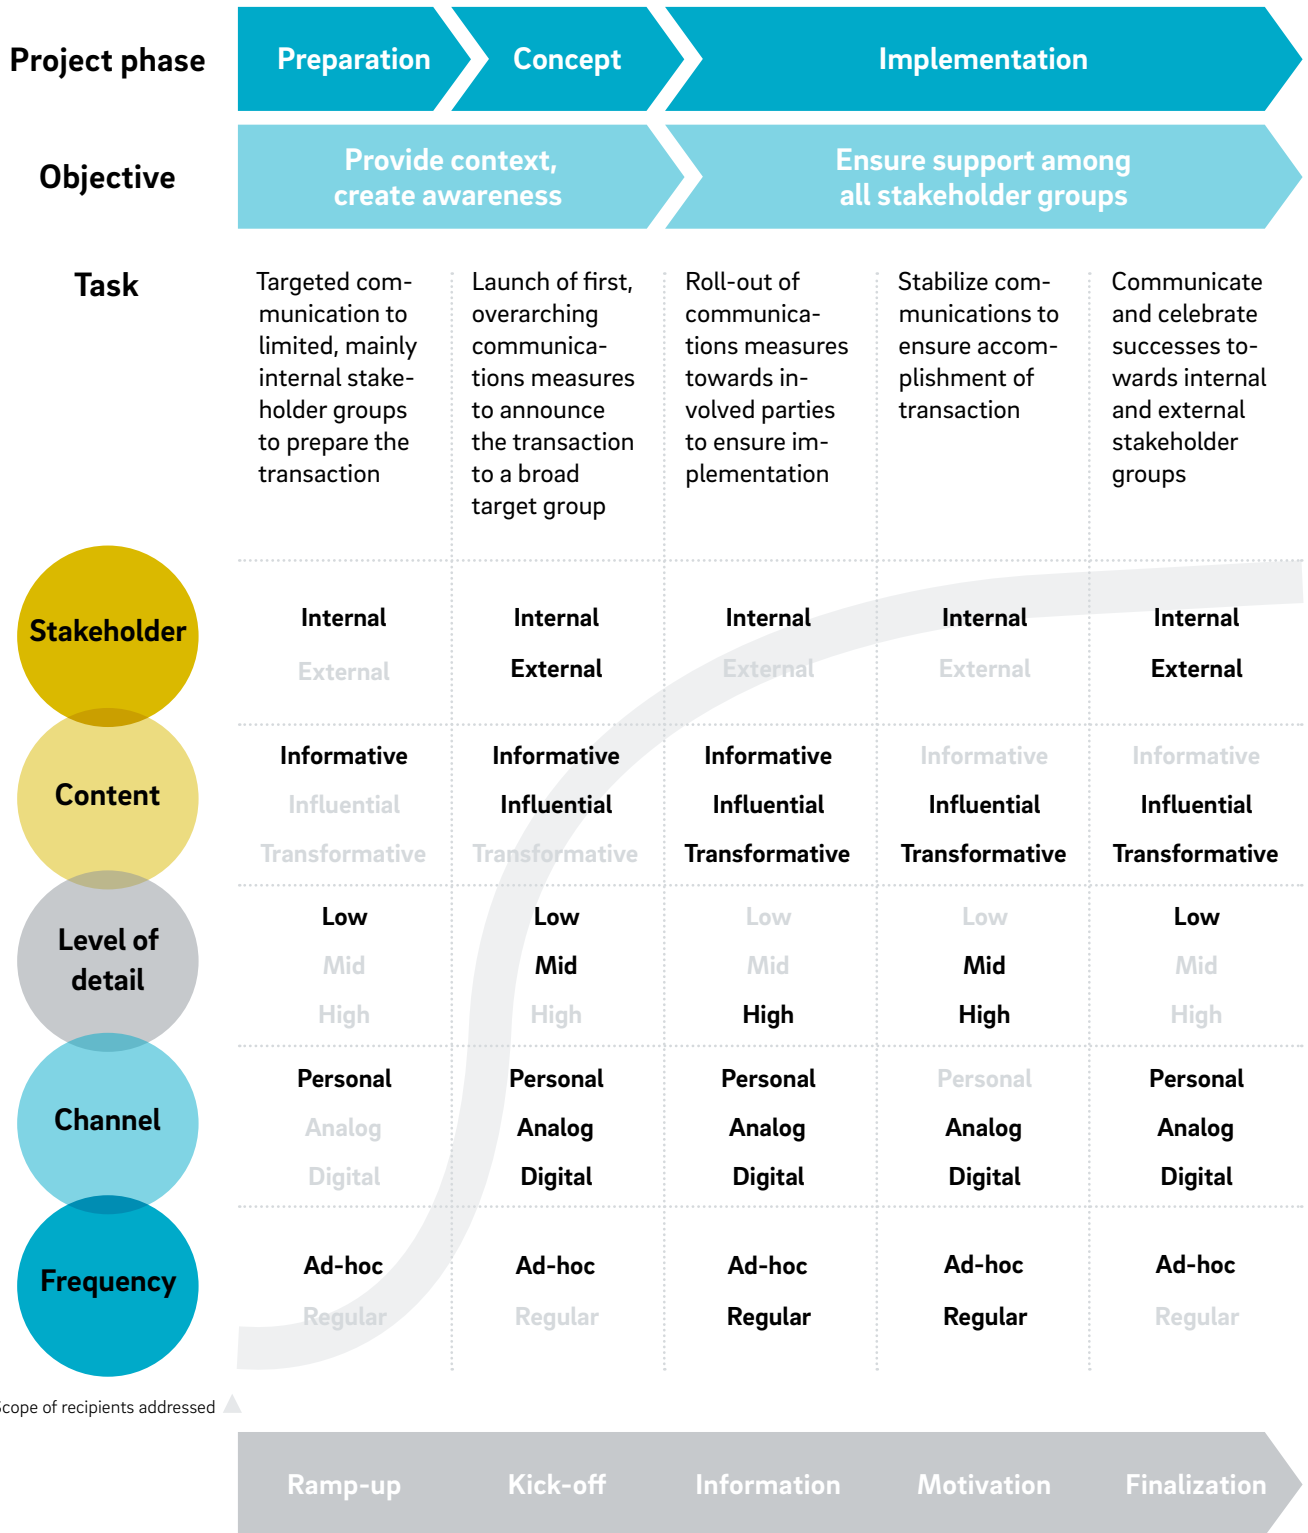 Project phase
Preparation
Concept
Implementation
Objective
Provide context,
create awareness
Ensure support among
all stakeholder groups
Task
Targeted com-
munication to
limited, mainly
internal stake-
holder groups
to prepare the
transaction
Launch of first,
overarching
communica-
tions measures
to announce
the transaction
to a broad
target group
Roll-out of
communica-
tions measures
towards in-
volved parties
to ensure im-
plementation
Stabilize com-
munications to
ensure accom-
plishment of
transaction
Communicate
and celebrate
successes to-
wards internal
and external
stakeholder
groups
Stakeholder
Internal
External
Internal
External
Internal
External
Internal
External
Internal
External
Content
Informative
Influential
Transformative
Informative
Influential
Transformative
Informative
Influential
Transformative
Informative
Influential
Transformative
Informative
Influential
Transformative
Level of
detail
Low
Mid
High
Low
Mid
High
Low
Mid
High
Low
Mid
High
Low
Mid
High
Channel
Personal
Analog
Digital
Personal
Analog
Digital
Personal
Analog
Digital
Personal
Analog
Digital
Personal
Analog
Digital
Frequency
Ad-hoc
Regular
Ad-hoc
Regular
Ad-hoc
Regular
Ad-hoc
Regular
Ad-hoc
Regular
Scope of recipients addressed
Ramp-up
Kick-off
Information
Motivation
Finalization